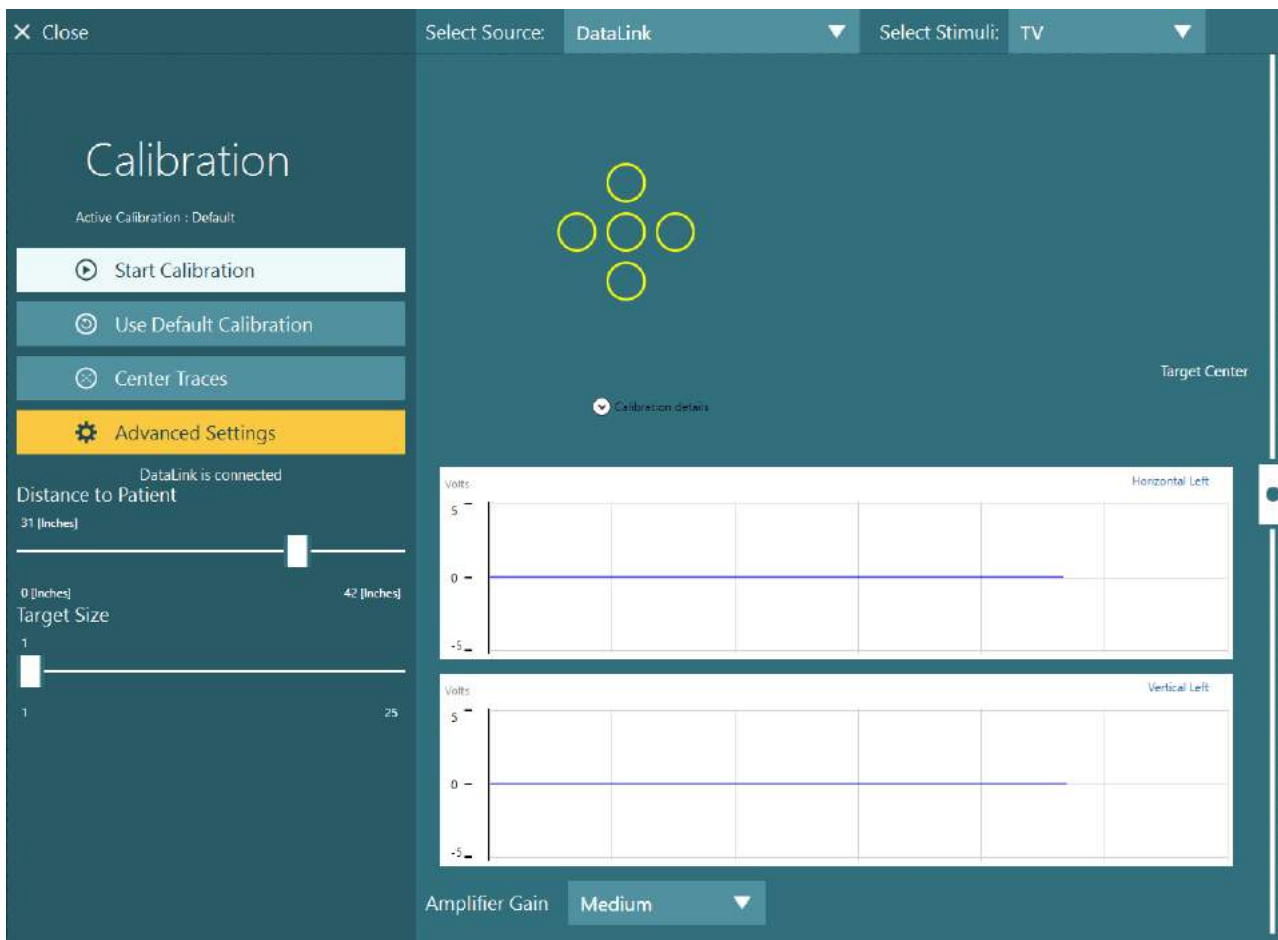 Close
Select Source: DataLink
Select Stimuli: TV
Calibration
Active Calibration : Default
Start Calibration
Use Default Calibration
Center Traces
Advanced Settings
DataLink is connected
Distance to Patient
31 [Inches]
0 [Inches] 42 [Inches]
Target Size
1
1 25
Target Center
Calibration details
Volts Horizontal Left
5
0
-5
Volts Vertical Left
5
0
-5
Amplifier Gain Medium